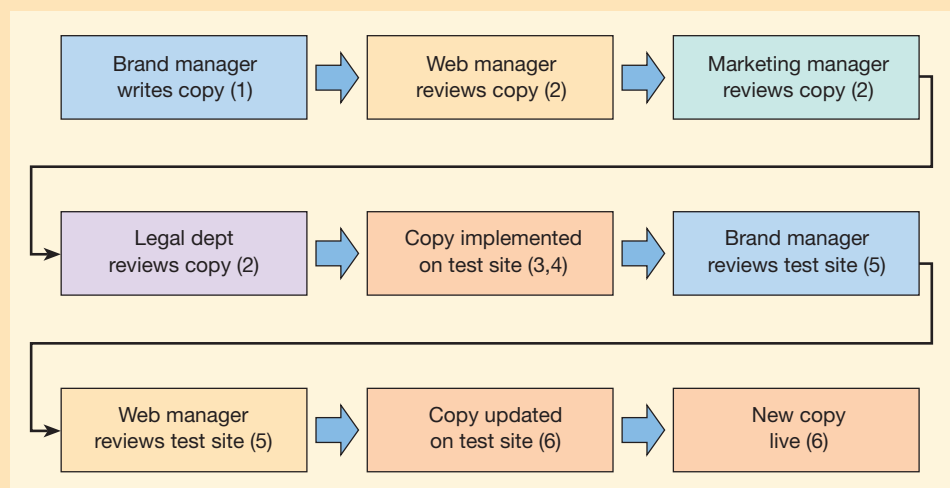 Brand manager
writes copy (1)
Web manager
reviews copy (2)
Marketing manager
reviews copy (2)
Legal dept
reviews copy (2)
Copy implemented
on test site (3,4)
Brand manager
reviews test site (5)
Web manager
reviews test site (5)
Copy updated
on test site (6)
New copy
live (6)